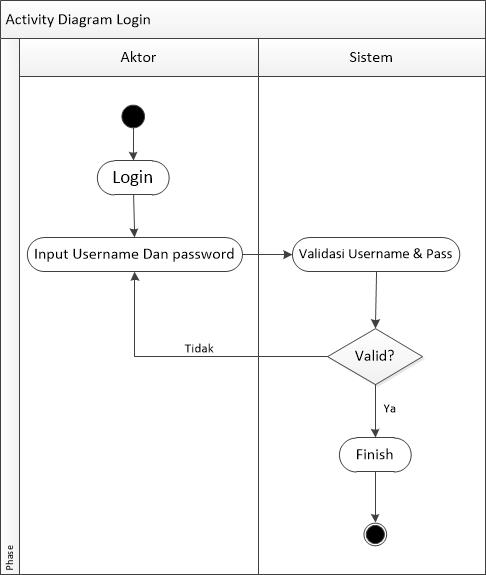 Activity Diagram Login
Aktor
Sistem
Login
Input Username Dan password
Validasi Username & Pass
Tidak
Valid?
Ya
Finish
Phase